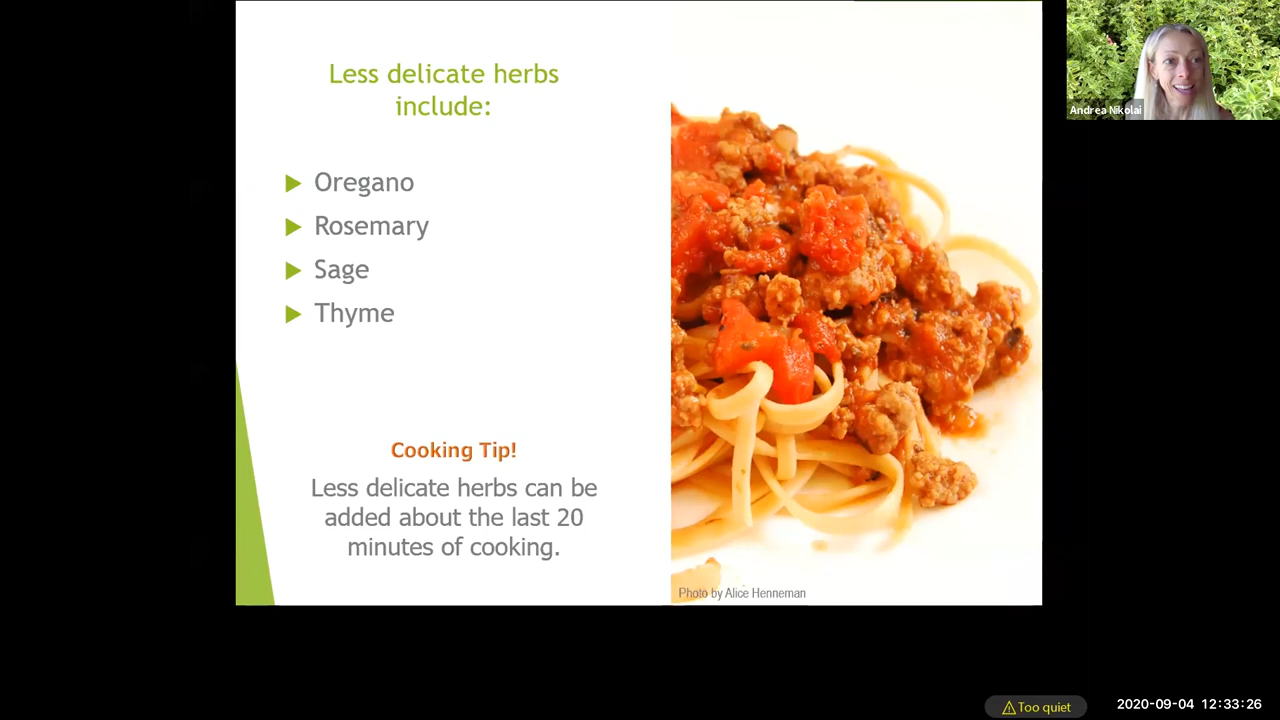 Less delicate herbs
include:
Oregano
Rosemary
Sage
Thyme
Cooking Tip!
Less delicate herbs can be
added about the last 20
minutes of cooking.
Photo by Alice Henneman
Andrea Nikolai
Too quiet
2020-09-04 12:33:26